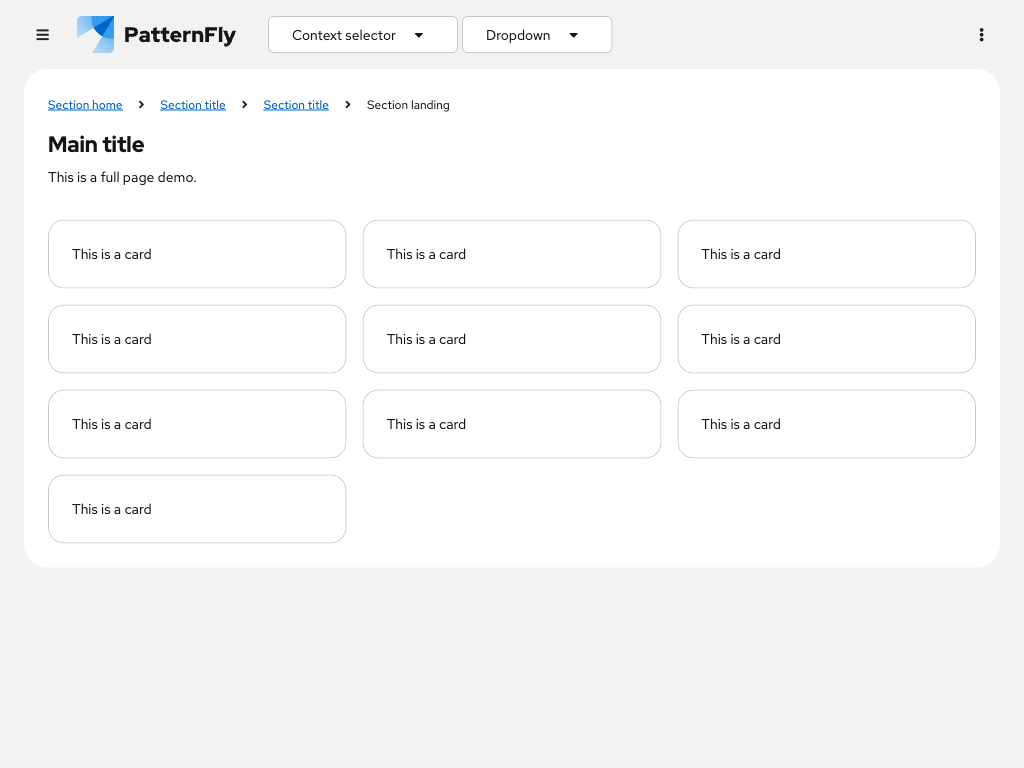 PatternFly Context selector Dropdown
Section home Section title Section title Section landing
Main title
This is a full page demo.
This is a card This is a card This is a card
This is a card This is a card This is a card
This is a card This is a card This is a card
This is a card